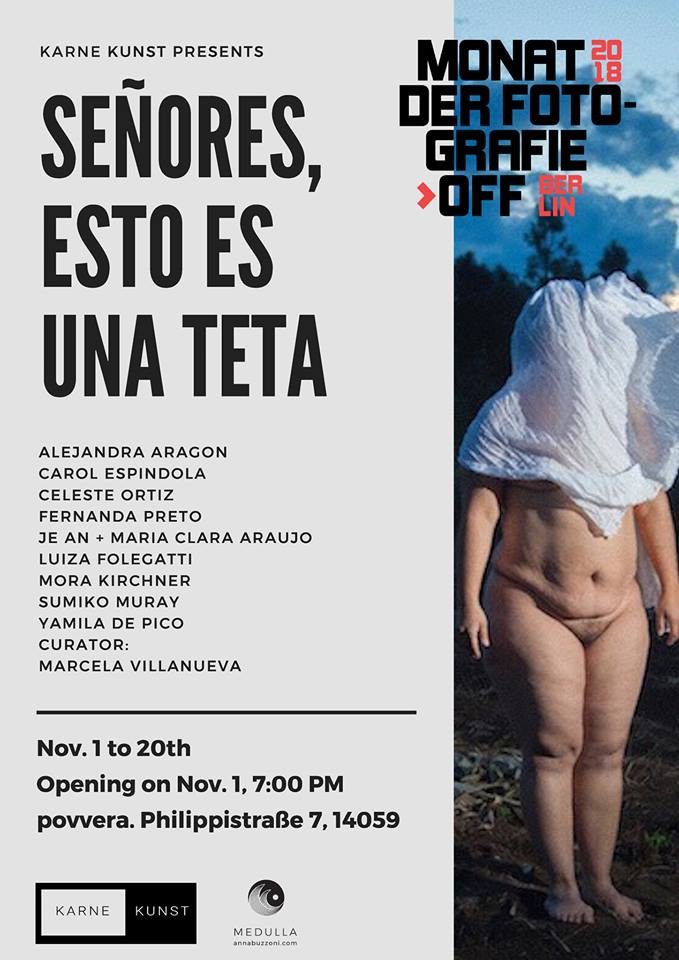 KARNE KUNST PRESENTS
SEÑORES,
ESTO ES
UNA TETA
MONAT 2018
DER FOTO-
GRAFIE
>OFF BERLIN
ALEJANDRA ARAGON
CAROL ESPINDOLA
CELESTE ORTIZ
FERNANDA PRETO
JE AN + MARIA CLARA ARAUJO
LUIZA FOLEGATTI
MORA KIRCHNER
SUMIKO MURAY
YAMILA DE PICO
CURATOR:
MARCELA VILLANUEVA
Nov. 1 to 20th
Opening on Nov. 1, 7:00 PM
povvera. Philippistraße 7, 14059
KARNE KUNST
MEDULLA
annabuzzoni.com